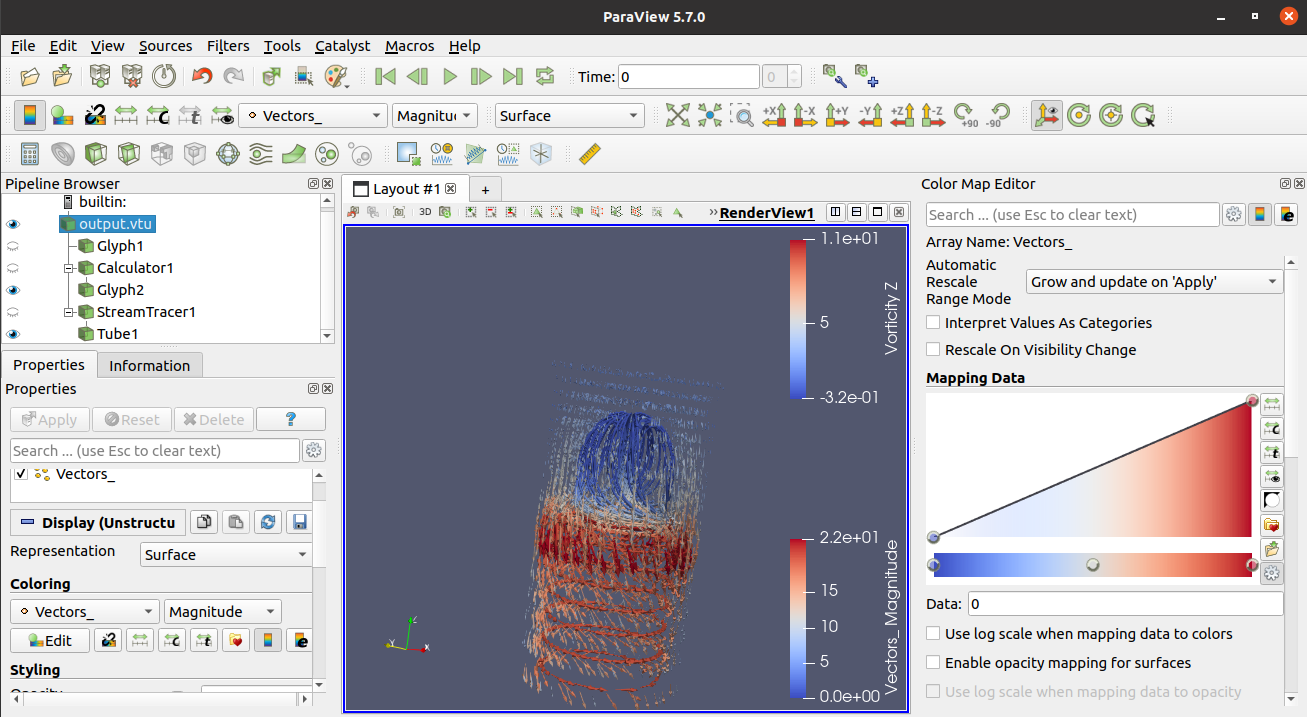 ParaView 5.7.0
File Edit View Sources Filters Tools Catalyst Macros Help
Time: 0 0
Vectors_ Magnitud Surface +X -X +Y -Y +Z -Z +90 -90
Pipeline Browser
builtin:
output.vtu
Glyph1
Calculator1
Glyph2
StreamTracer1
Tube1
Properties Information
Properties
Apply Reset Delete ?
Search ... (use Esc to clear text)
Vectors_
Display (Unstructu
Representation Surface
Coloring
Vectors_ Magnitude
Edit
Styling
Layout #1 +
3D RenderView1
1.1e+01
5
-3.2e-01
Vorticity Z
2.2e+01
15
10
5
0.0e+00
Vectors_ Magnitude
Z
Y
X
Color Map Editor
Search ... (use Esc to clear text)
Array Name: Vectors_
Automatic
Rescale
Range Mode
Grow and update on 'Apply'
Interpret Values As Categories
Rescale On Visibility Change
Mapping Data
Data: 0
Use log scale when mapping data to colors
Enable opacity mapping for surfaces
Use log scale when mapping data to opacity